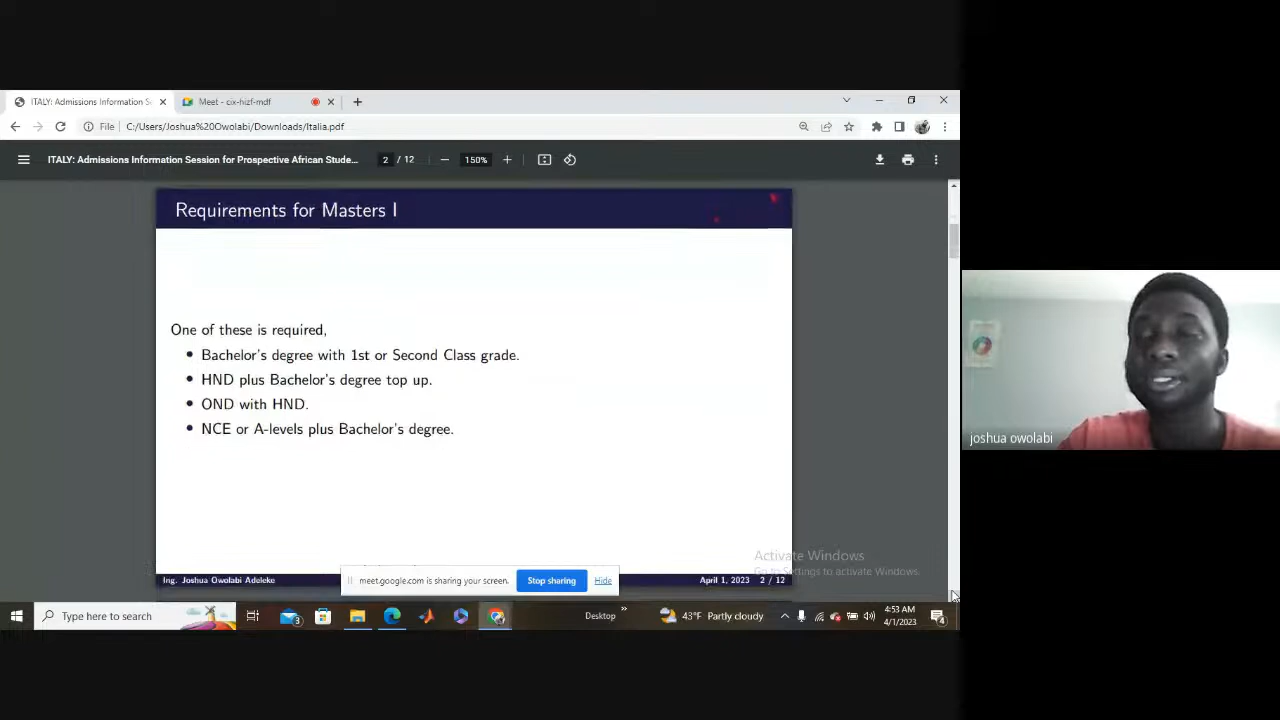 ITALY: Admissions Information S
Meet - cix-hizf-mdf
File
C:/Users/Joshua%20Owolabi/Downloads/Italia.pdf
ITALY: Admissions Information Session for Prospective African Stude...
2 / 12
150%
Requirements for Masters I
One of these is required,
Bachelor's degree with 1st or Second Class grade.
HND plus Bachelor's degree top up.
OND with HND.
NCE or A-levels plus Bachelor's degree.
joshua owolabi
Activate Windows
Go to Settings to activate Windows.
Ing. Joshua Owolabi Adeleke
April 1, 2023 2 / 12
meet.google.com is sharing your screen.
Stop sharing
Hide
Type here to search
3
Desktop
43°F Partly cloudy
4:53 AM
4/1/2023
4